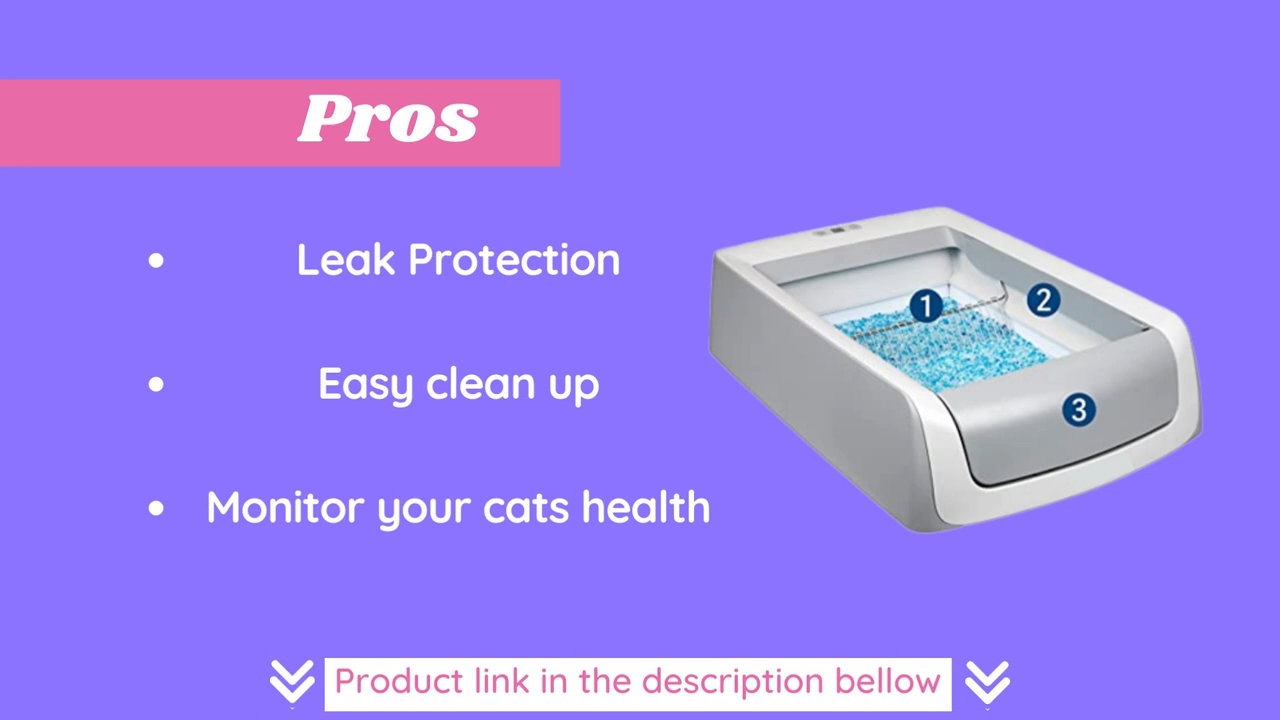 Pros
Leak Protection
Easy clean up
Monitor your cats health
1
2
3
Product link in the description bellow